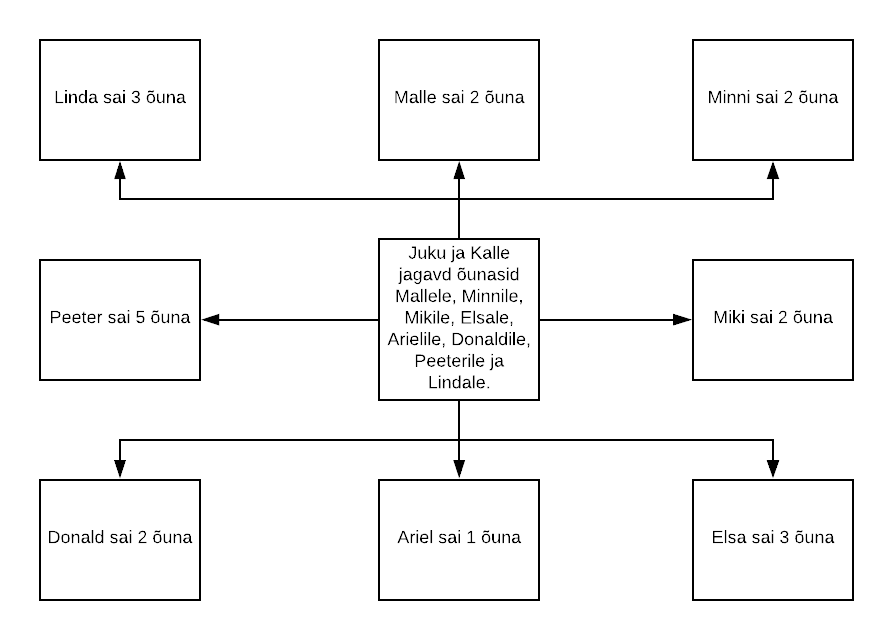 Linda sai 3 õuna
Malle sai 2 õuna
Minni sai 2 õuna
Juku ja Kalle
jagavd õunasid
Mallele, Minnile,
Mikile, Elsale,
Arielile, Donaldile,
Peeterile ja
Lindale.
Peeter sai 5 õuna
Miki sai 2 õuna
Donald sai 2 õuna
Ariel sai 1 õuna
Elsa sai 3 õuna